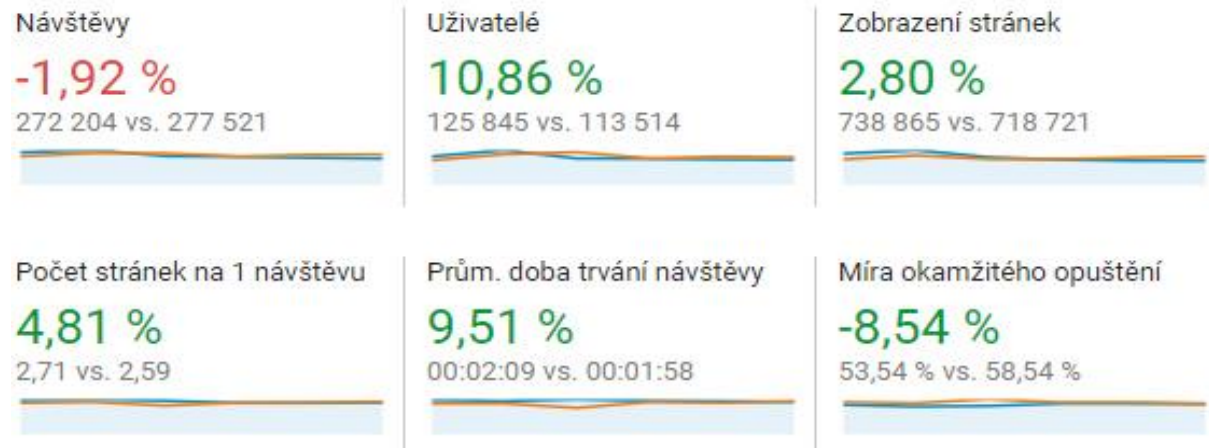 Návštěvy
-1,92 %
272 204 vs. 277 521
Uživatelé
10,86 %
125 845 vs. 113 514
Zobrazení stránek
2,80 %
738 865 vs. 718 721
Počet stránek na 1 návštěvu
4,81 %
2,71 vs. 2,59
Prům. doba trvání návštěvy
9,51 %
00:02:09 vs. 00:01:58
Míra okamžitého opuštění
-8,54 %
53,54 % vs. 58,54 %